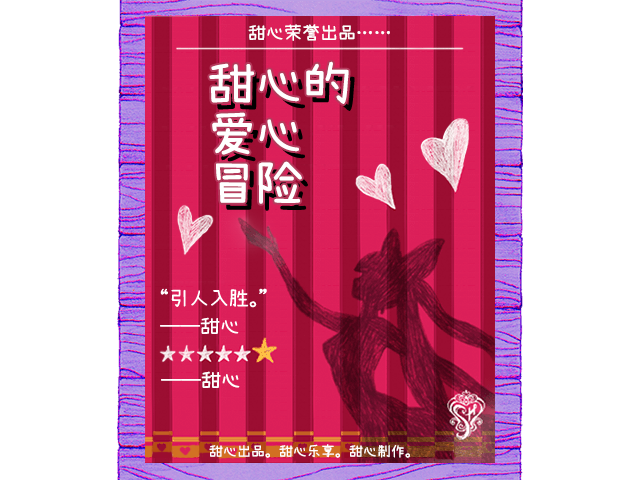 甜心荣誉出品……
甜心的
爱心
冒险
“引人入胜。”
——甜心
——甜心
甜心出品。甜心乐享。甜心制作。